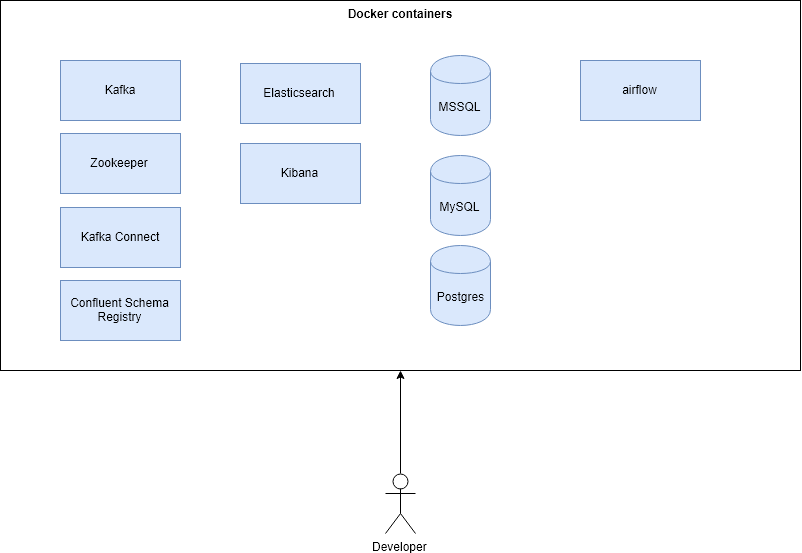 Docker containers
Kafka
Zookeeper
Kafka Connect
Confluent Schema
Registry
Elasticsearch
Kibana
MSSQL
MySQL
Postgres
airflow
Developer